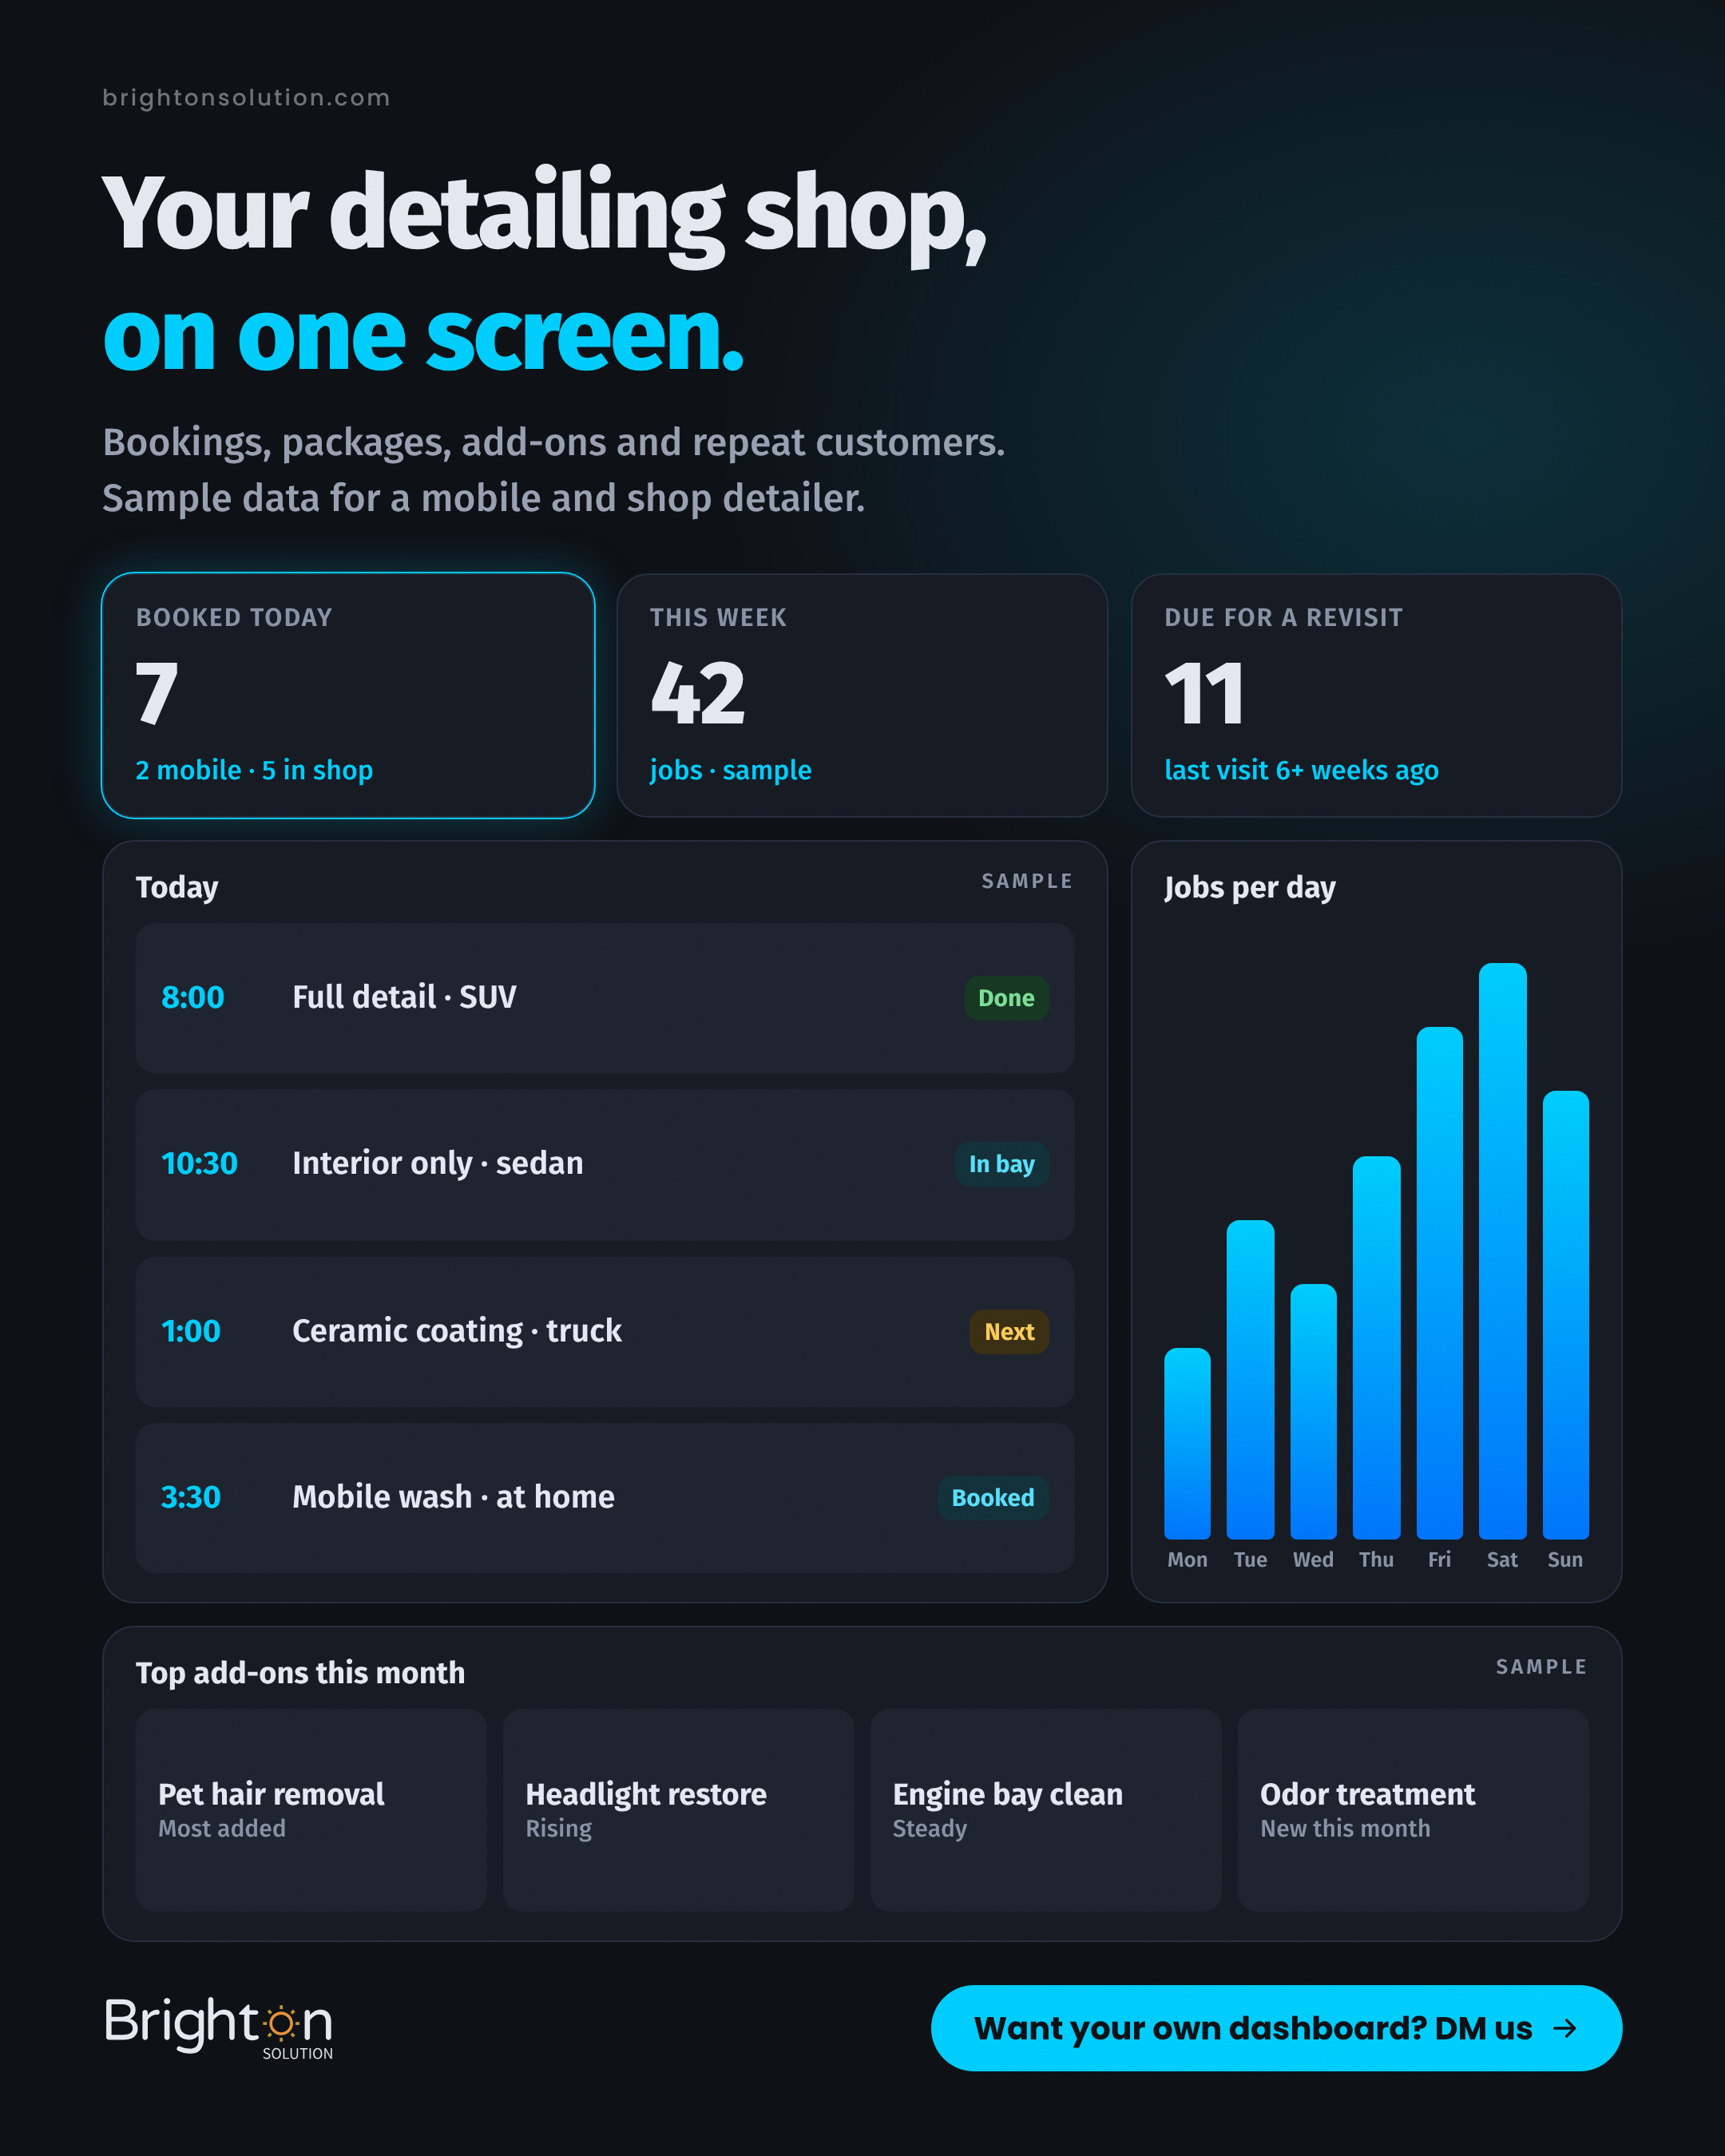 brightonsolution.com
Your detailing shop,
on one screen.
Bookings, packages, add-ons and repeat customers.
Sample data for a mobile and shop detailer.
BOOKED TODAY
7
2 mobile · 5 in shop
THIS WEEK
42
jobs · sample
DUE FOR A REVISIT
11
last visit 6+ weeks ago
Today
SAMPLE
8:00 Full detail · SUV Done
10:30 Interior only · sedan In bay
1:00 Ceramic coating · truck Next
3:30 Mobile wash · at home Booked
Jobs per day
Mon Tue Wed Thu Fri Sat Sun
Top add-ons this month
SAMPLE
Pet hair removal
Most added
Headlight restore
Rising
Engine bay clean
Steady
Odor treatment
New this month
Brighton
SOLUTION
Want your own dashboard? DM us →